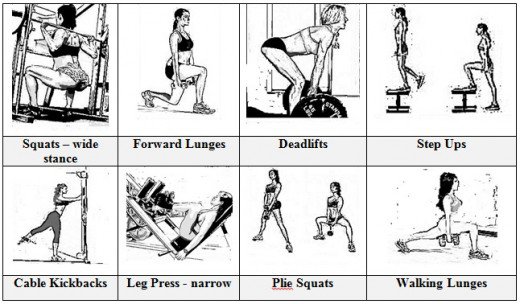 Squats – wide
stance
Forward Lunges
Deadlifts
Step Ups
Cable Kickbacks
Leg Press - narrow
Plie Squats
Walking Lunges